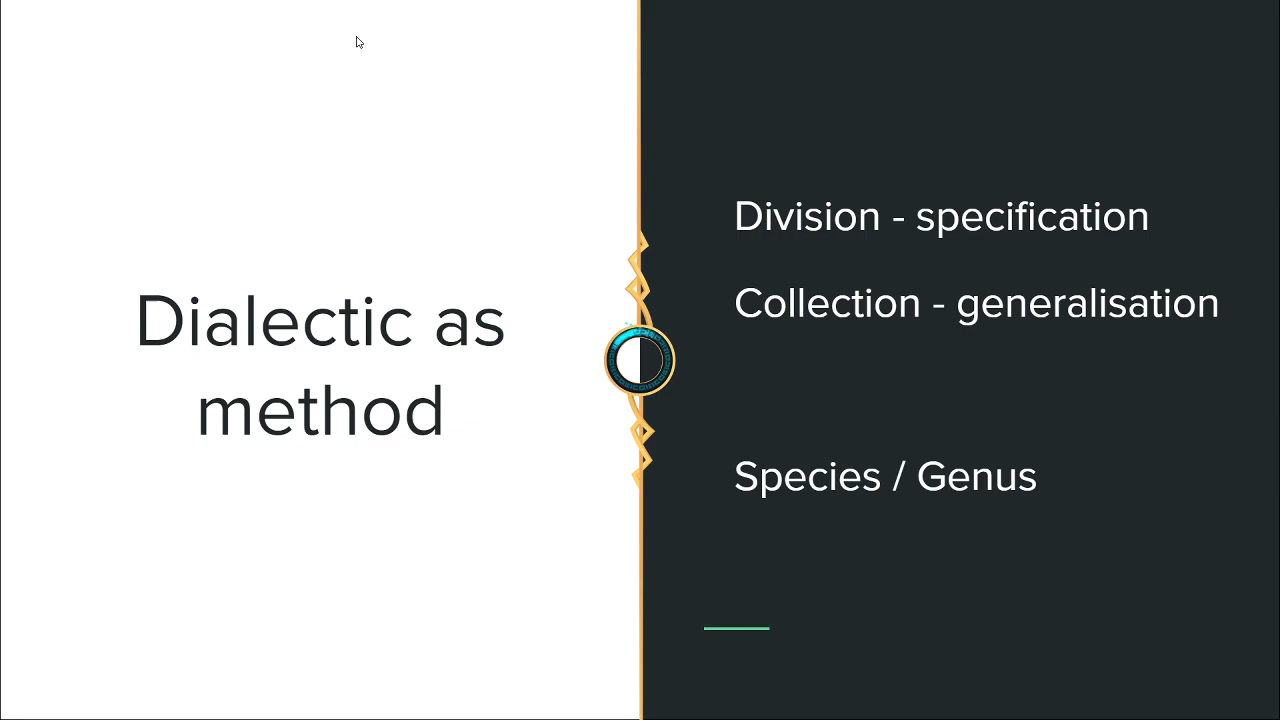 Dialectic as
method
Division - specification
Collection - generalisation
Species / Genus